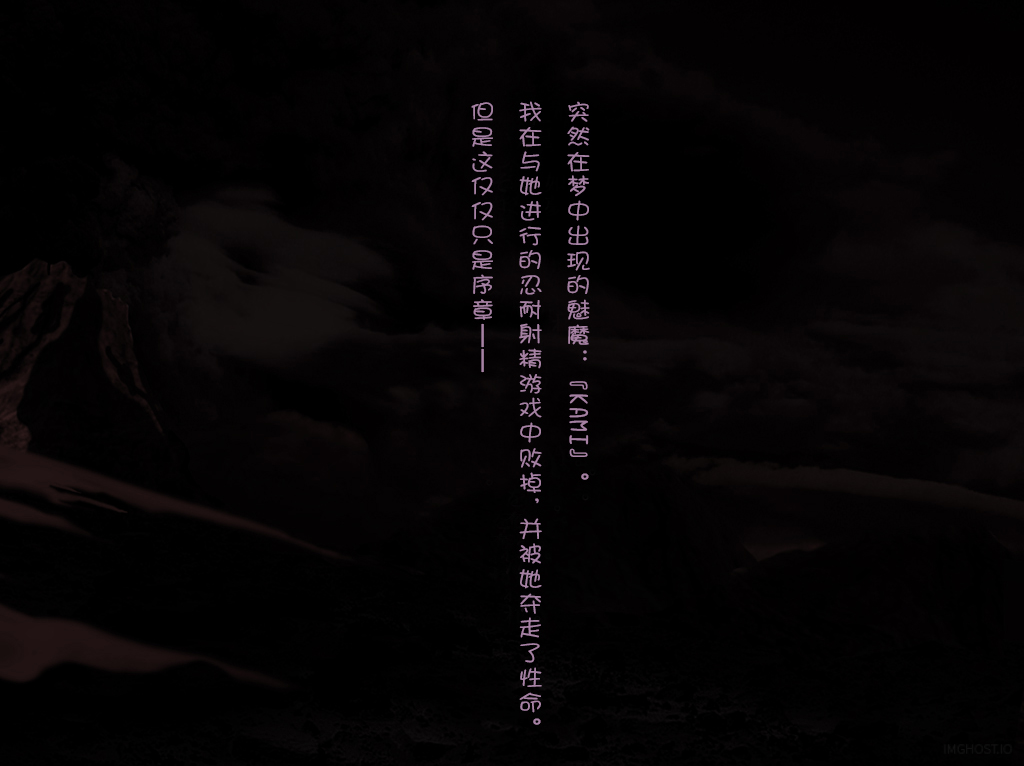 突然在梦中出现的魅魔：『KAMI』。
我在与她进行的忍耐射精游戏中败掉，并被她夺走了性命。
但是这仅仅只是序章——
IMGHOST.IO